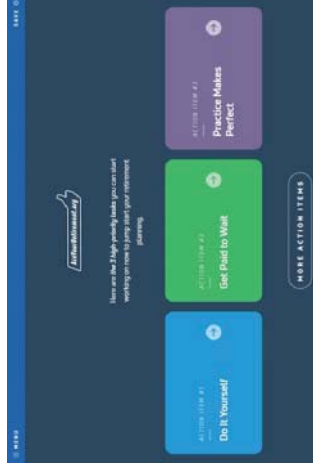 MENU
SAVE
AceYourRetirement.org
Here are the 3 high-priority tasks you can start
working on now to jump start your retirement
planning.
ACTION ITEM #1
Do It Yourself
ACTION ITEM #2
Get Paid to Wait
ACTION ITEM #3
Practice Makes
Perfect
MORE ACTION ITEMS